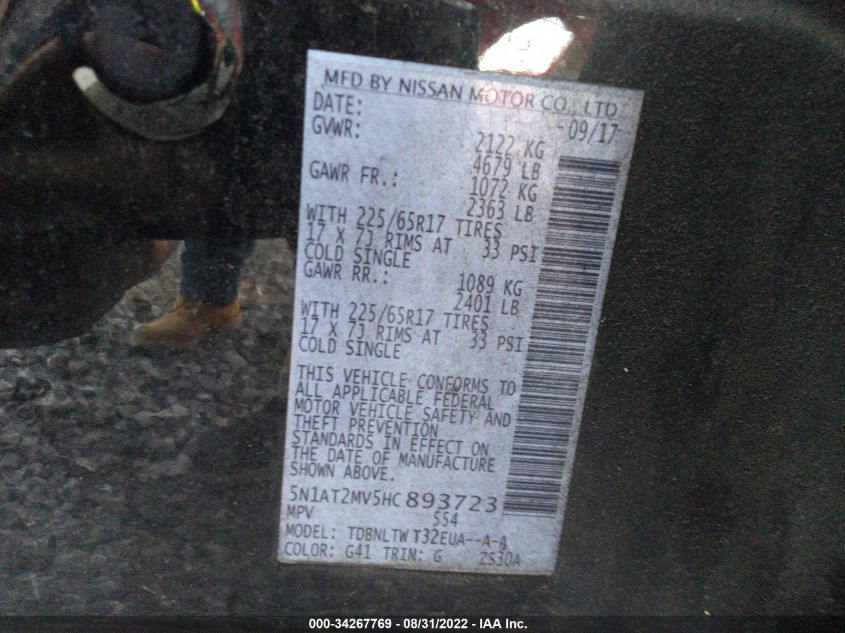 MFD BY NISSAN MOTOR CO., LTD.
DATE: 09/17
GVWR: 2122 KG
4679 LB
GAWR FR.: 1072 KG
2363 LB
WITH 225/65R17 TIRES
17 X 7J RIMS AT 33 PSI
COLD SINGLE
GAWR RR.: 1089 KG
2401 LB
WITH 225/65R17 TIRES
17 X 7J RIMS AT 33 PSI
COLD SINGLE
THIS VEHICLE CONFORMS TO
ALL APPLICABLE FEDERAL
MOTOR VEHICLE SAFETY AND
THEFT PREVENTION
STANDARDS IN EFFECT ON
THE DATE OF MANUFACTURE
SHOWN ABOVE.
5N1AT2MV5HC893723
MPV 554
MODEL: TDBNLTWT32EUA--A-A
COLOR: G41 TRIM: G 2S30A
000-34267769 - 08/31/2022 - IAA Inc.